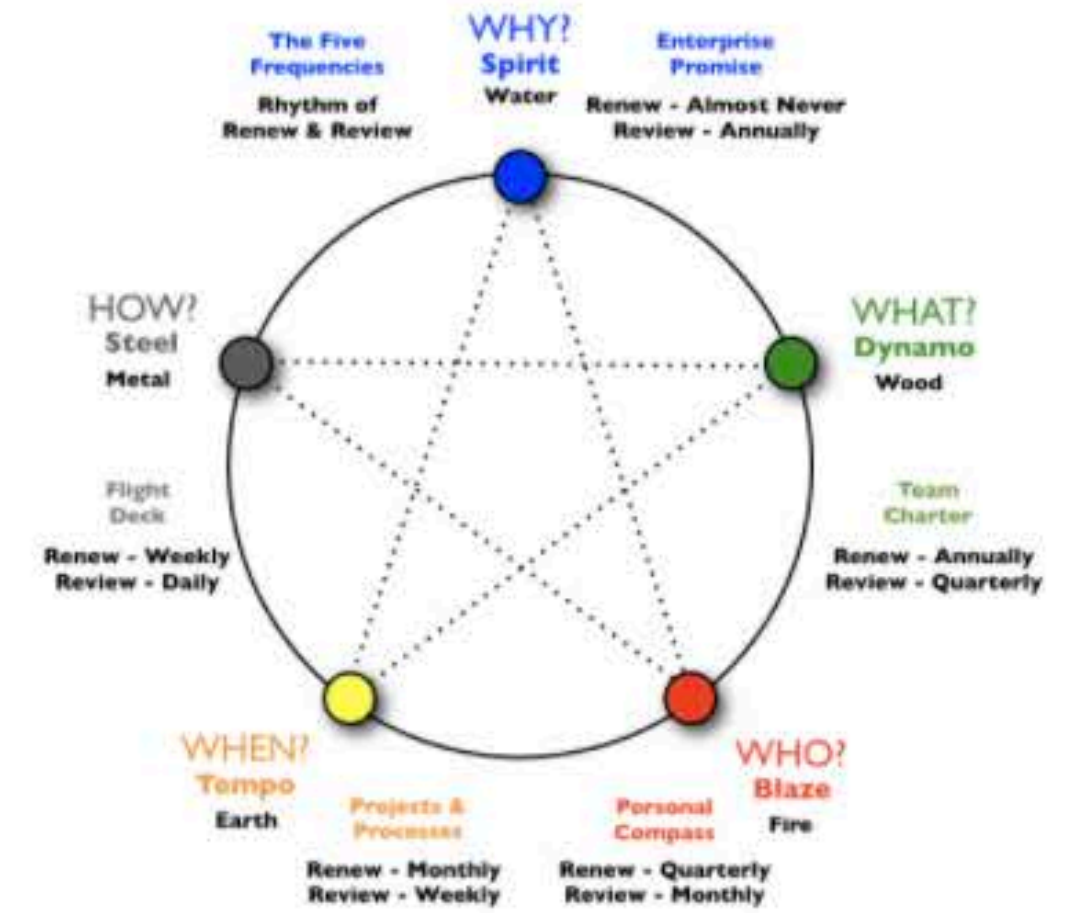 The Five
Frequencies
Rhythm of
Renew & Review
WHY?
Spirit
Water
Enterprise
Promise
Renew - Almost Never
Review - Annually
WHAT?
Dynamo
Wood
Team
Charter
Renew - Annually
Review - Quarterly
WHO?
Blaze
Fire
Personal
Compass
Renew - Quarterly
Review - Monthly
WHEN?
Tempo
Earth
Projects &
Processes
Renew - Monthly
Review - Weekly
HOW?
Steel
Metal
Flight
Deck
Renew - Weekly
Review - Daily